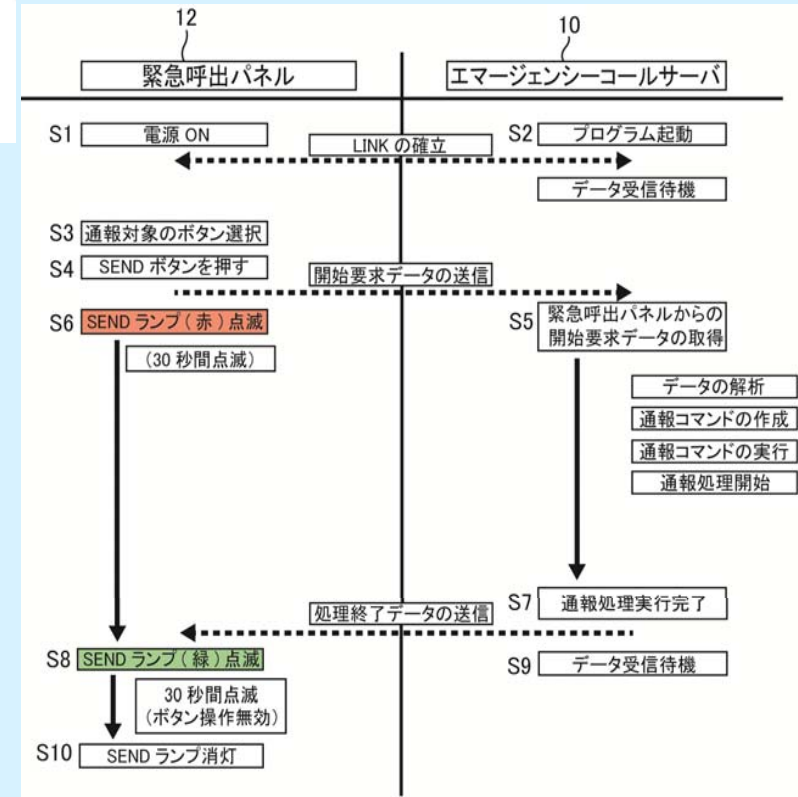 12
10
緊急呼出パネル
エマージェンシーコールサーバ
S1 電源 ON
S2 プログラム起動
LINK の確立
データ受信待機
S3 通報対象のボタン選択
S4 SEND ボタンを押す
開始要求データの送信
S6 SEND ランプ ( 赤 ) 点滅
S5 緊急呼出パネルからの
開始要求データの取得
(30 秒間点滅)
データの解析
通報コマンドの作成
通報コマンドの実行
通報処理開始
S7 通報処理実行完了
処理終了データの送信
S8 SEND ランプ ( 緑 ) 点滅
S9 データ受信待機
30 秒間点滅
(ボタン操作無効)
S10 SEND ランプ消灯